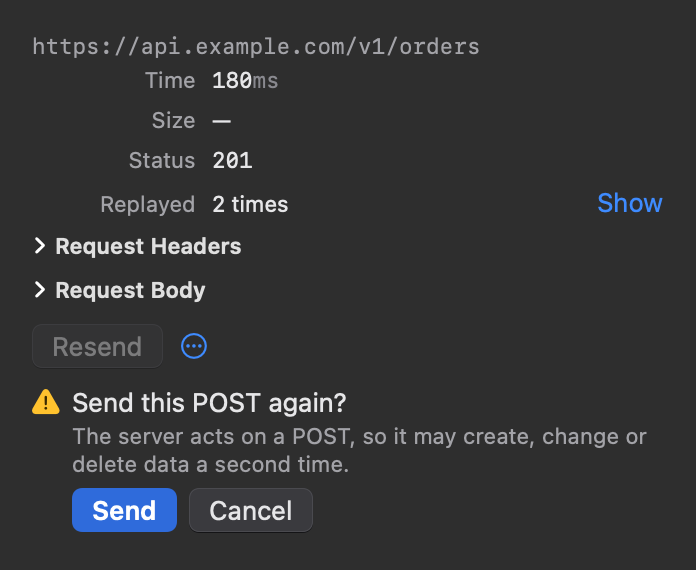 https://api.example.com/v1/orders
Time 180ms
Size —
Status 201
Replayed 2 times Show
Request Headers
Request Body
Resend
Send this POST again?
The server acts on a POST, so it may create, change or
delete data a second time.
Send Cancel